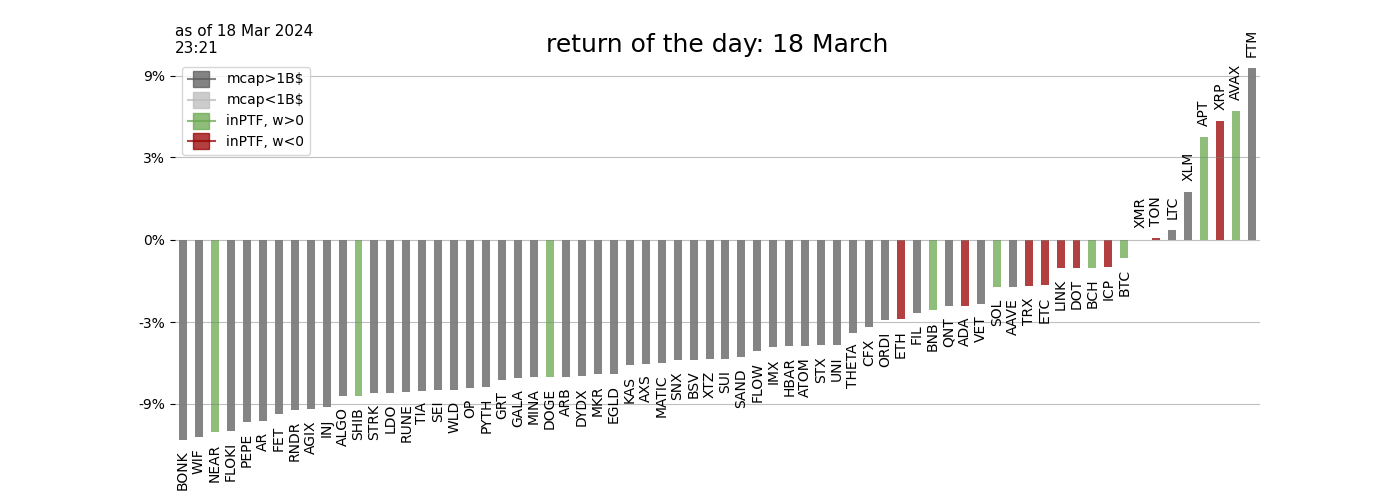 as of 18 Mar 2024
23:21
return of the day: 18 March
mcap>1B$
mcap<1B$
inPTF, w>0
inPTF, w<0
9%
3%
0%
-3%
-9%
BONK
WIF
NEAR
FLOKI
PEPE
AR
FET
RNDR
AGIX
INJ
ALGO
SHIB
STRK
LDO
RUNE
TIA
SEI
WLD
OP
PYTH
GRT
GALA
MINA
DOGE
ARB
DYDX
MKR
EGLD
KAS
AXS
MATIC
SNX
BSV
XTZ
SUI
SAND
FLOW
IMX
HBAR
ATOM
STX
UNI
THETA
CFX
ORDI
ETH
FIL
BNB
QNT
ADA
VET
SOL
AAVE
TRX
ETC
LINK
DOT
BCH
ICP
BTC
XMR
TON
LTC
XLM
APT
XRP
AVAX
FTM